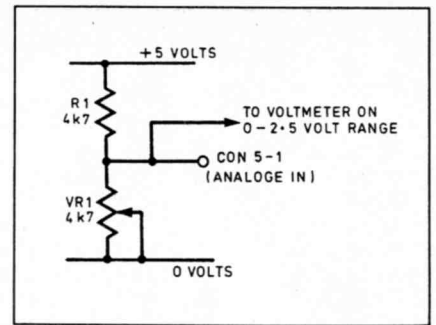 +5 VOLTS
R1
4k7
TO VOLTMETER ON
0-2·5 VOLT RANGE
CON 5-1
(ANALOGE IN)
VR1
4k7
0 VOLTS